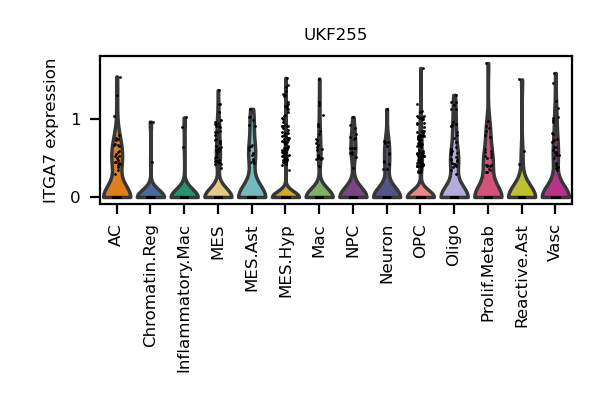 UKF255
ITGA7 expression
1
0
AC
Chromatin.Reg
Inflammatory.Mac
MES
MES.Ast
MES.Hyp
Mac
NPC
Neuron
OPC
Oligo
Prolif.Metab
Reactive.Ast
Vasc